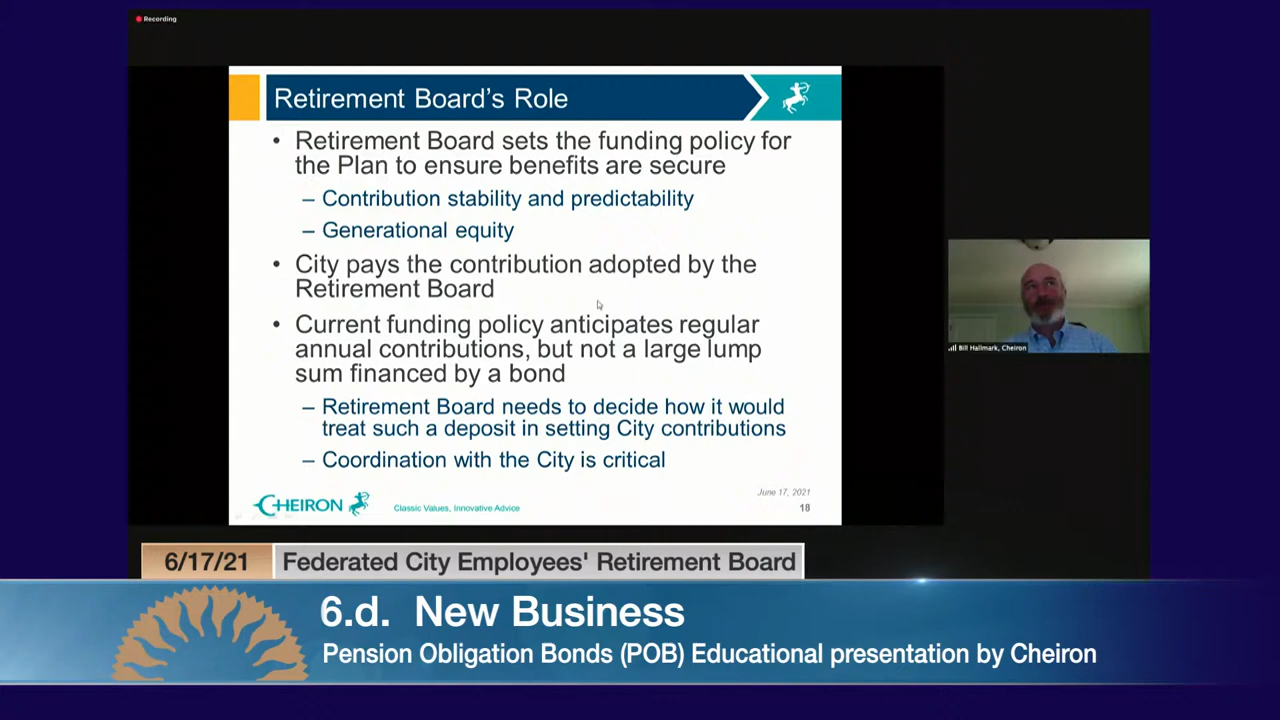 Recording
Retirement Board's Role
• Retirement Board sets the funding policy for
the Plan to ensure benefits are secure
– Contribution stability and predictability
– Generational equity
• City pays the contribution adopted by the
Retirement Board
• Current funding policy anticipates regular
annual contributions, but not a large lump
sum financed by a bond
– Retirement Board needs to decide how it would
treat such a deposit in setting City contributions
– Coordination with the City is critical
June 17, 2021
CHEIRON
Classic Values, Innovative Advice
18
Bill Hallmark, Cheiron
6/17/21
Federated City Employees' Retirement Board
6.d. New Business
Pension Obligation Bonds (POB) Educational presentation by Cheiron